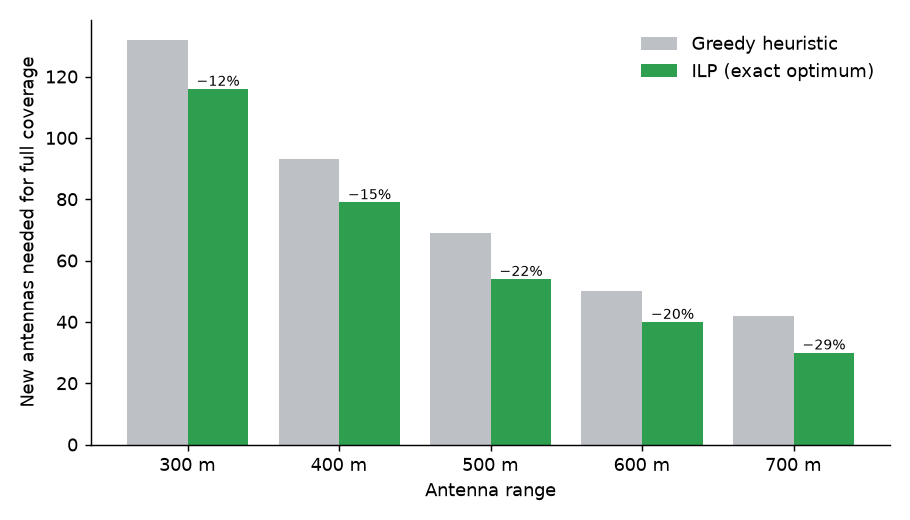 Greedy heuristic
ILP (exact optimum)
New antennas needed for full coverage
120
100
80
60
40
20
0
−12%
−15%
−22%
−20%
−29%
300 m
400 m
500 m
600 m
700 m
Antenna range